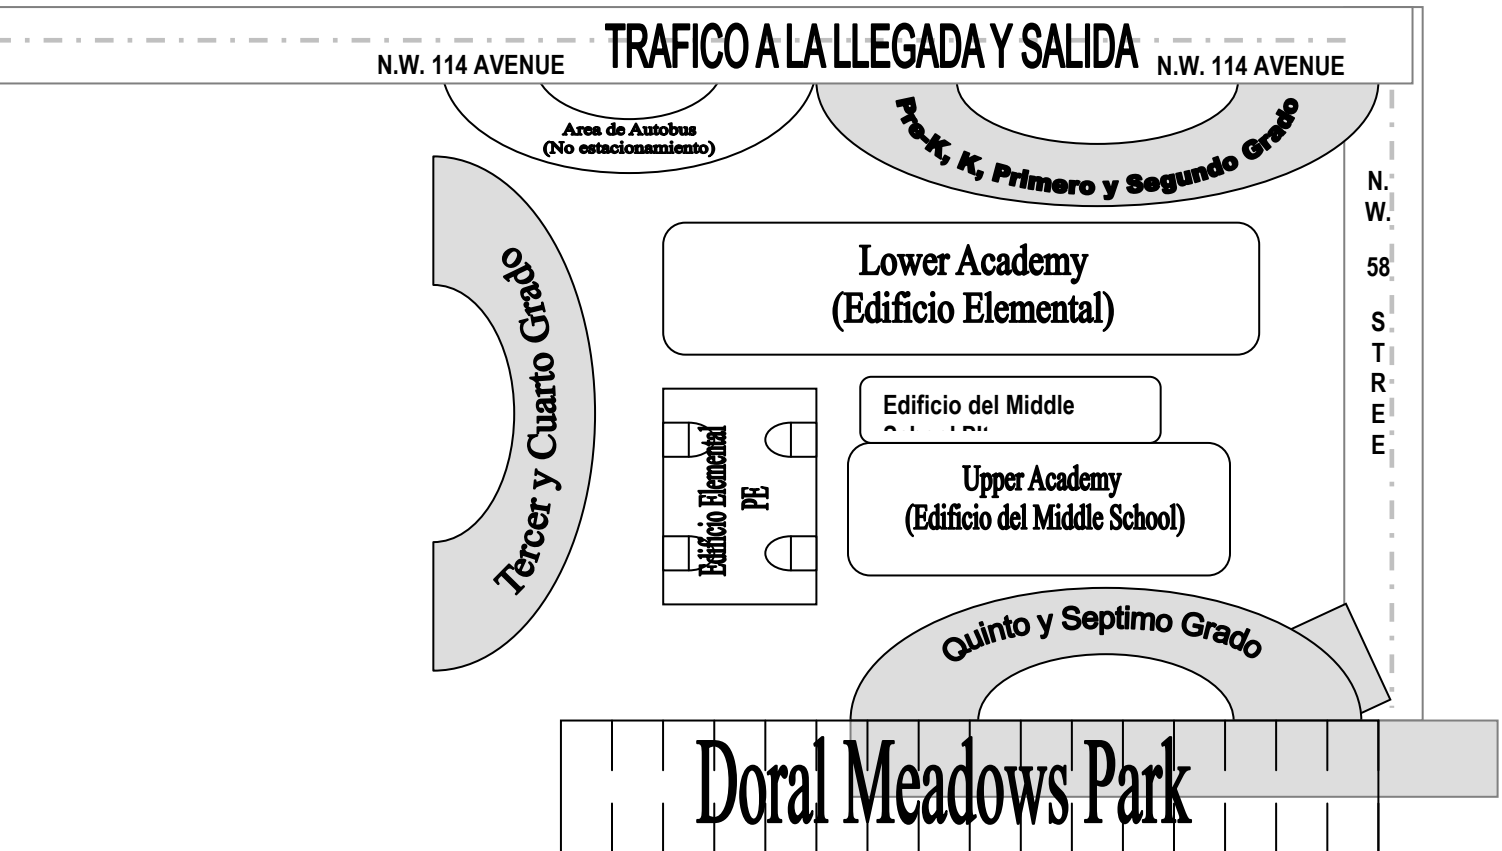 TRAFICO A LA LLEGADA Y SALIDA
N.W. 114 AVENUE
N.W. 114 AVENUE
Area de Autobus
(No estacionamiento)
Pre-K, K, Primero y Segundo Grado
N.
W.
58
S
T
R
E
E
Tercer y Cuarto Grado
Lower Academy
(Edificio Elemental)
Edificio del Middle
Edificio Elemental
PE
Upper Academy
(Edificio del Middle School)
Quinto y Septimo Grado
Doral Meadows Park